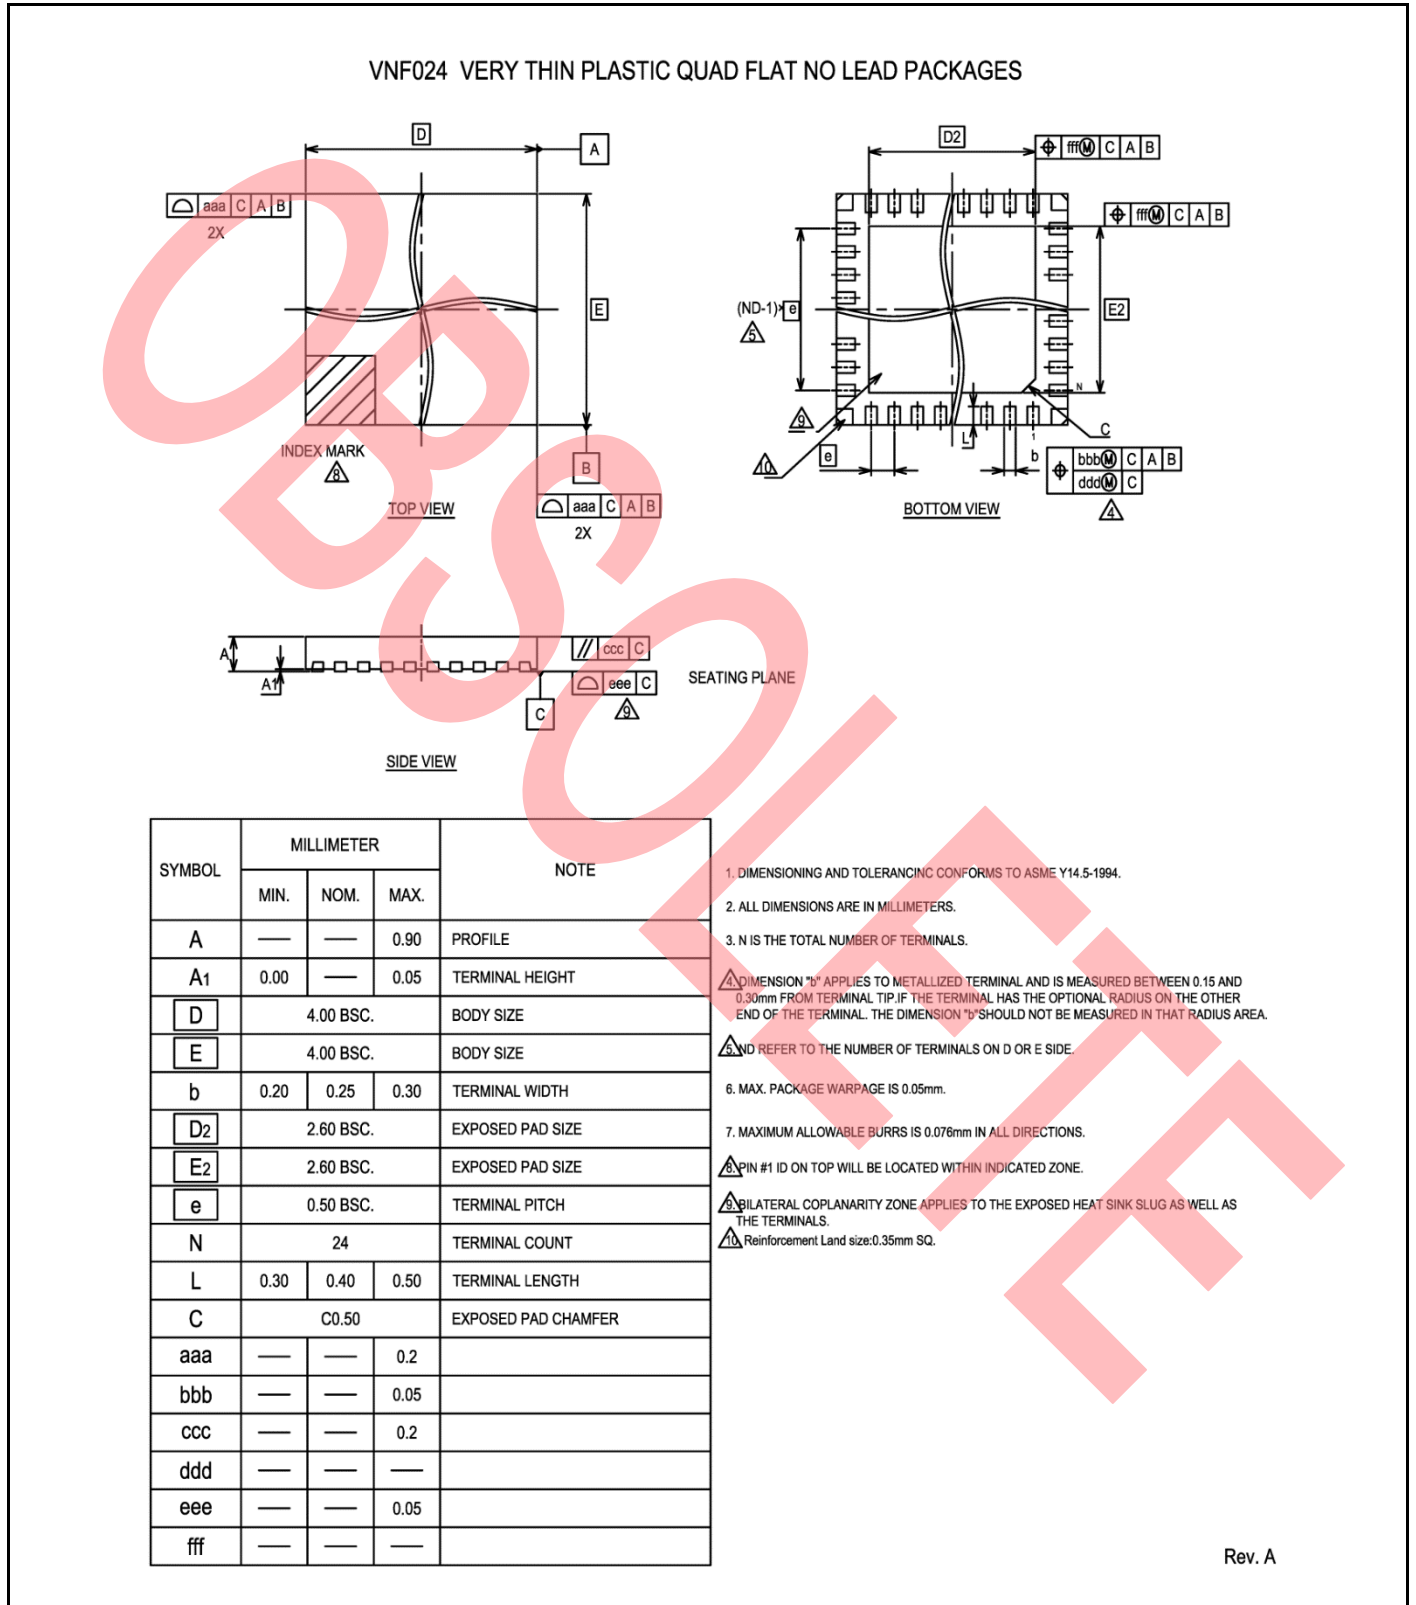 VNF024 VERY THIN PLASTIC QUAD FLAT NO LEAD PACKAGES
D
A
aaa C A B
2X
E
INDEX MARK
8
B
TOP VIEW
aaa C A B
2X
D2
fffⓂ C A B
fffⓂ C A B
(ND-1)× e
5
E2
N
9
10
e
L
1
b
C
bbbⓂ C A B
dddⓂ C
4
BOTTOM VIEW
A
A1
ccc C
eee C
9
C
SEATING PLANE
SIDE VIEW
SYMBOL MILLIMETER NOTE
MIN. NOM. MAX.
A — — 0.90 PROFILE
A1 0.00 — 0.05 TERMINAL HEIGHT
D 4.00 BSC. BODY SIZE
E 4.00 BSC. BODY SIZE
b 0.20 0.25 0.30 TERMINAL WIDTH
D2 2.60 BSC. EXPOSED PAD SIZE
E2 2.60 BSC. EXPOSED PAD SIZE
e 0.50 BSC. TERMINAL PITCH
N 24 TERMINAL COUNT
L 0.30 0.40 0.50 TERMINAL LENGTH
C C0.50 EXPOSED PAD CHAMFER
aaa — — 0.2
bbb — — 0.05
ccc — — 0.2
ddd — — —
eee — — 0.05
fff — — —
1. DIMENSIONING AND TOLERANCINC CONFORMS TO ASME Y14.5-1994.
2. ALL DIMENSIONS ARE IN MILLIMETERS.
3. N IS THE TOTAL NUMBER OF TERMINALS.
4. DIMENSION "b" APPLIES TO METALLIZED TERMINAL AND IS MEASURED BETWEEN 0.15 AND
0.30mm FROM TERMINAL TIP.IF THE TERMINAL HAS THE OPTIONAL RADIUS ON THE OTHER
END OF THE TERMINAL. THE DIMENSION "b"SHOULD NOT BE MEASURED IN THAT RADIUS AREA.
5. ND REFER TO THE NUMBER OF TERMINALS ON D OR E SIDE.
6. MAX. PACKAGE WARPAGE IS 0.05mm.
7. MAXIMUM ALLOWABLE BURRS IS 0.076mm IN ALL DIRECTIONS.
8. PIN #1 ID ON TOP WILL BE LOCATED WITHIN INDICATED ZONE.
9. BILATERAL COPLANARITY ZONE APPLIES TO THE EXPOSED HEAT SINK SLUG AS WELL AS
THE TERMINALS.
10. Reinforcement Land size:0.35mm SQ.
Rev. A
OBSOLETE